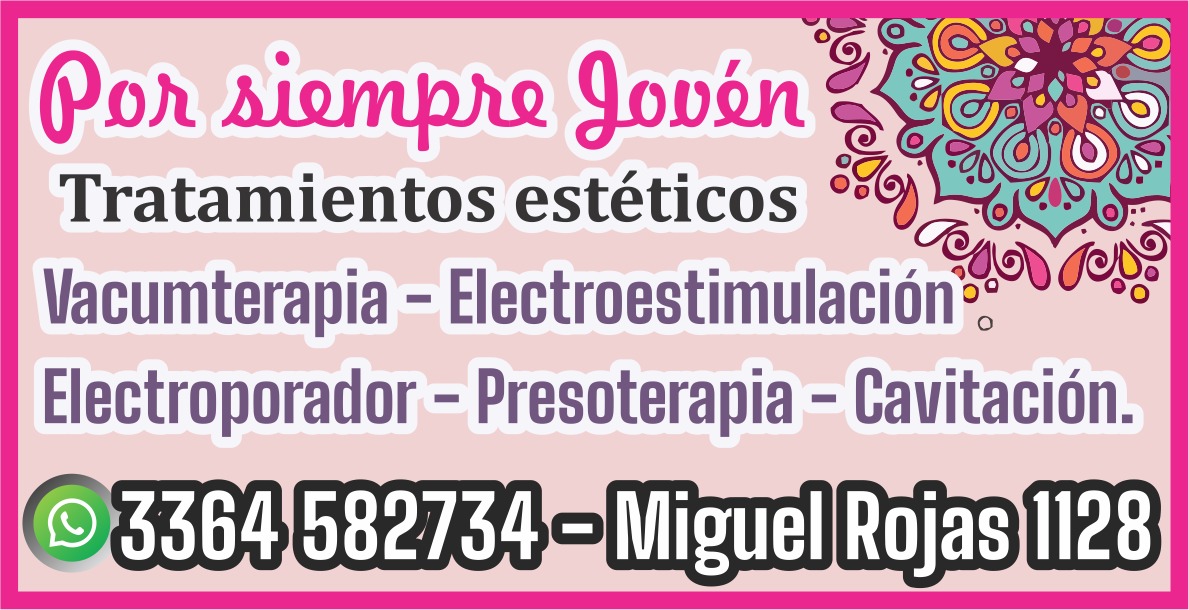 Por siempre Jovén
Tratamientos estéticos
Vacumterapia - Electroestimulación
Electroporador - Presoterapia - Cavitación.
3364 582734 - Miguel Rojas 1128